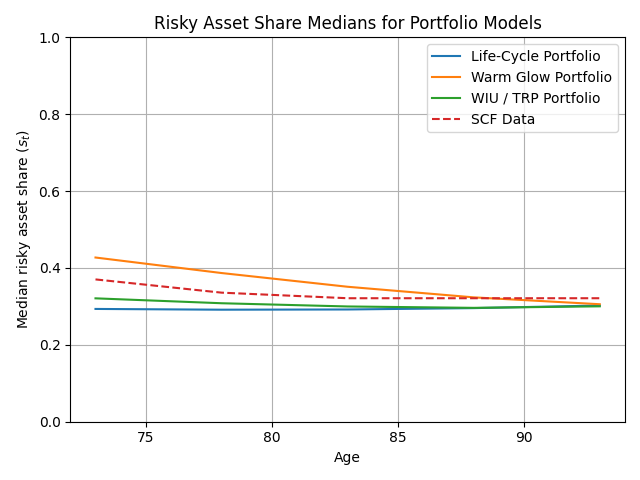 Risky Asset Share Medians for Portfolio Models
Life-Cycle Portfolio
Warm Glow Portfolio
WIU / TRP Portfolio
SCF Data
Median risky asset share ($s_t$)
1.0
0.8
0.6
0.4
0.2
0.0
75 80 85 90
Age